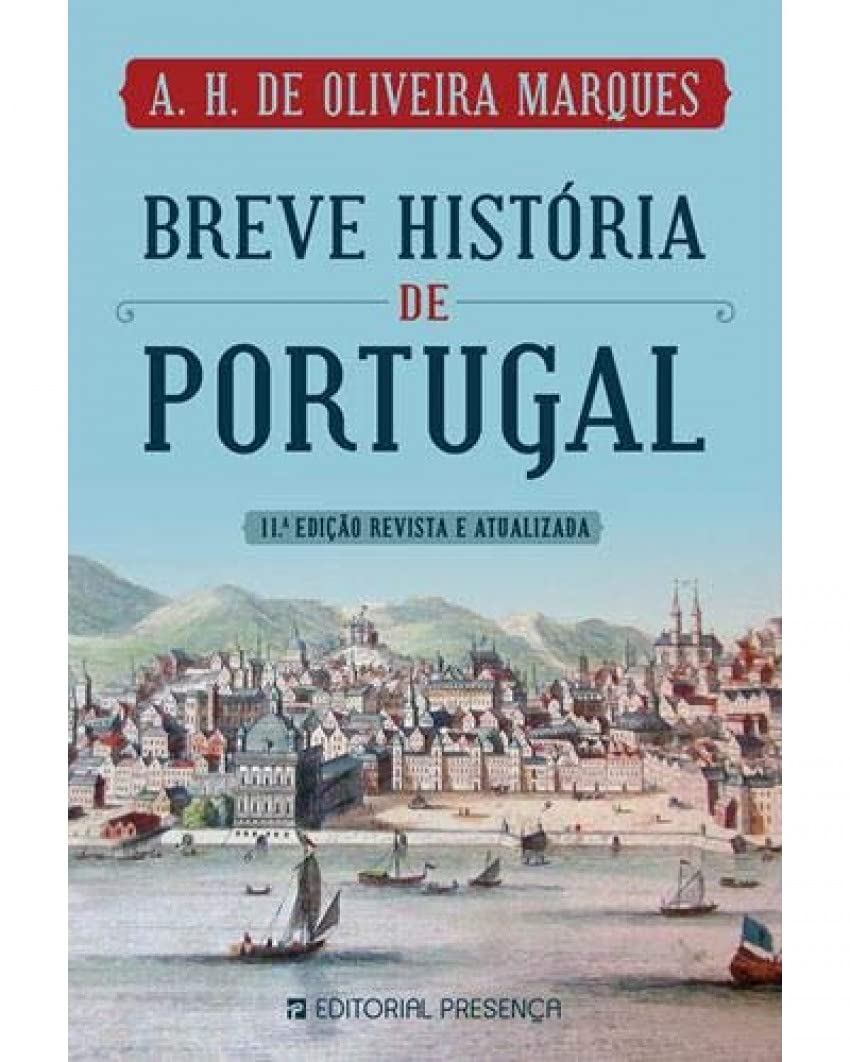 A. H. DE OLIVEIRA MARQUES
BREVE HISTÓRIA
DE
PORTUGAL
11.ª EDIÇÃO REVISTA E ATUALIZADA
EDITORIAL PRESENÇA